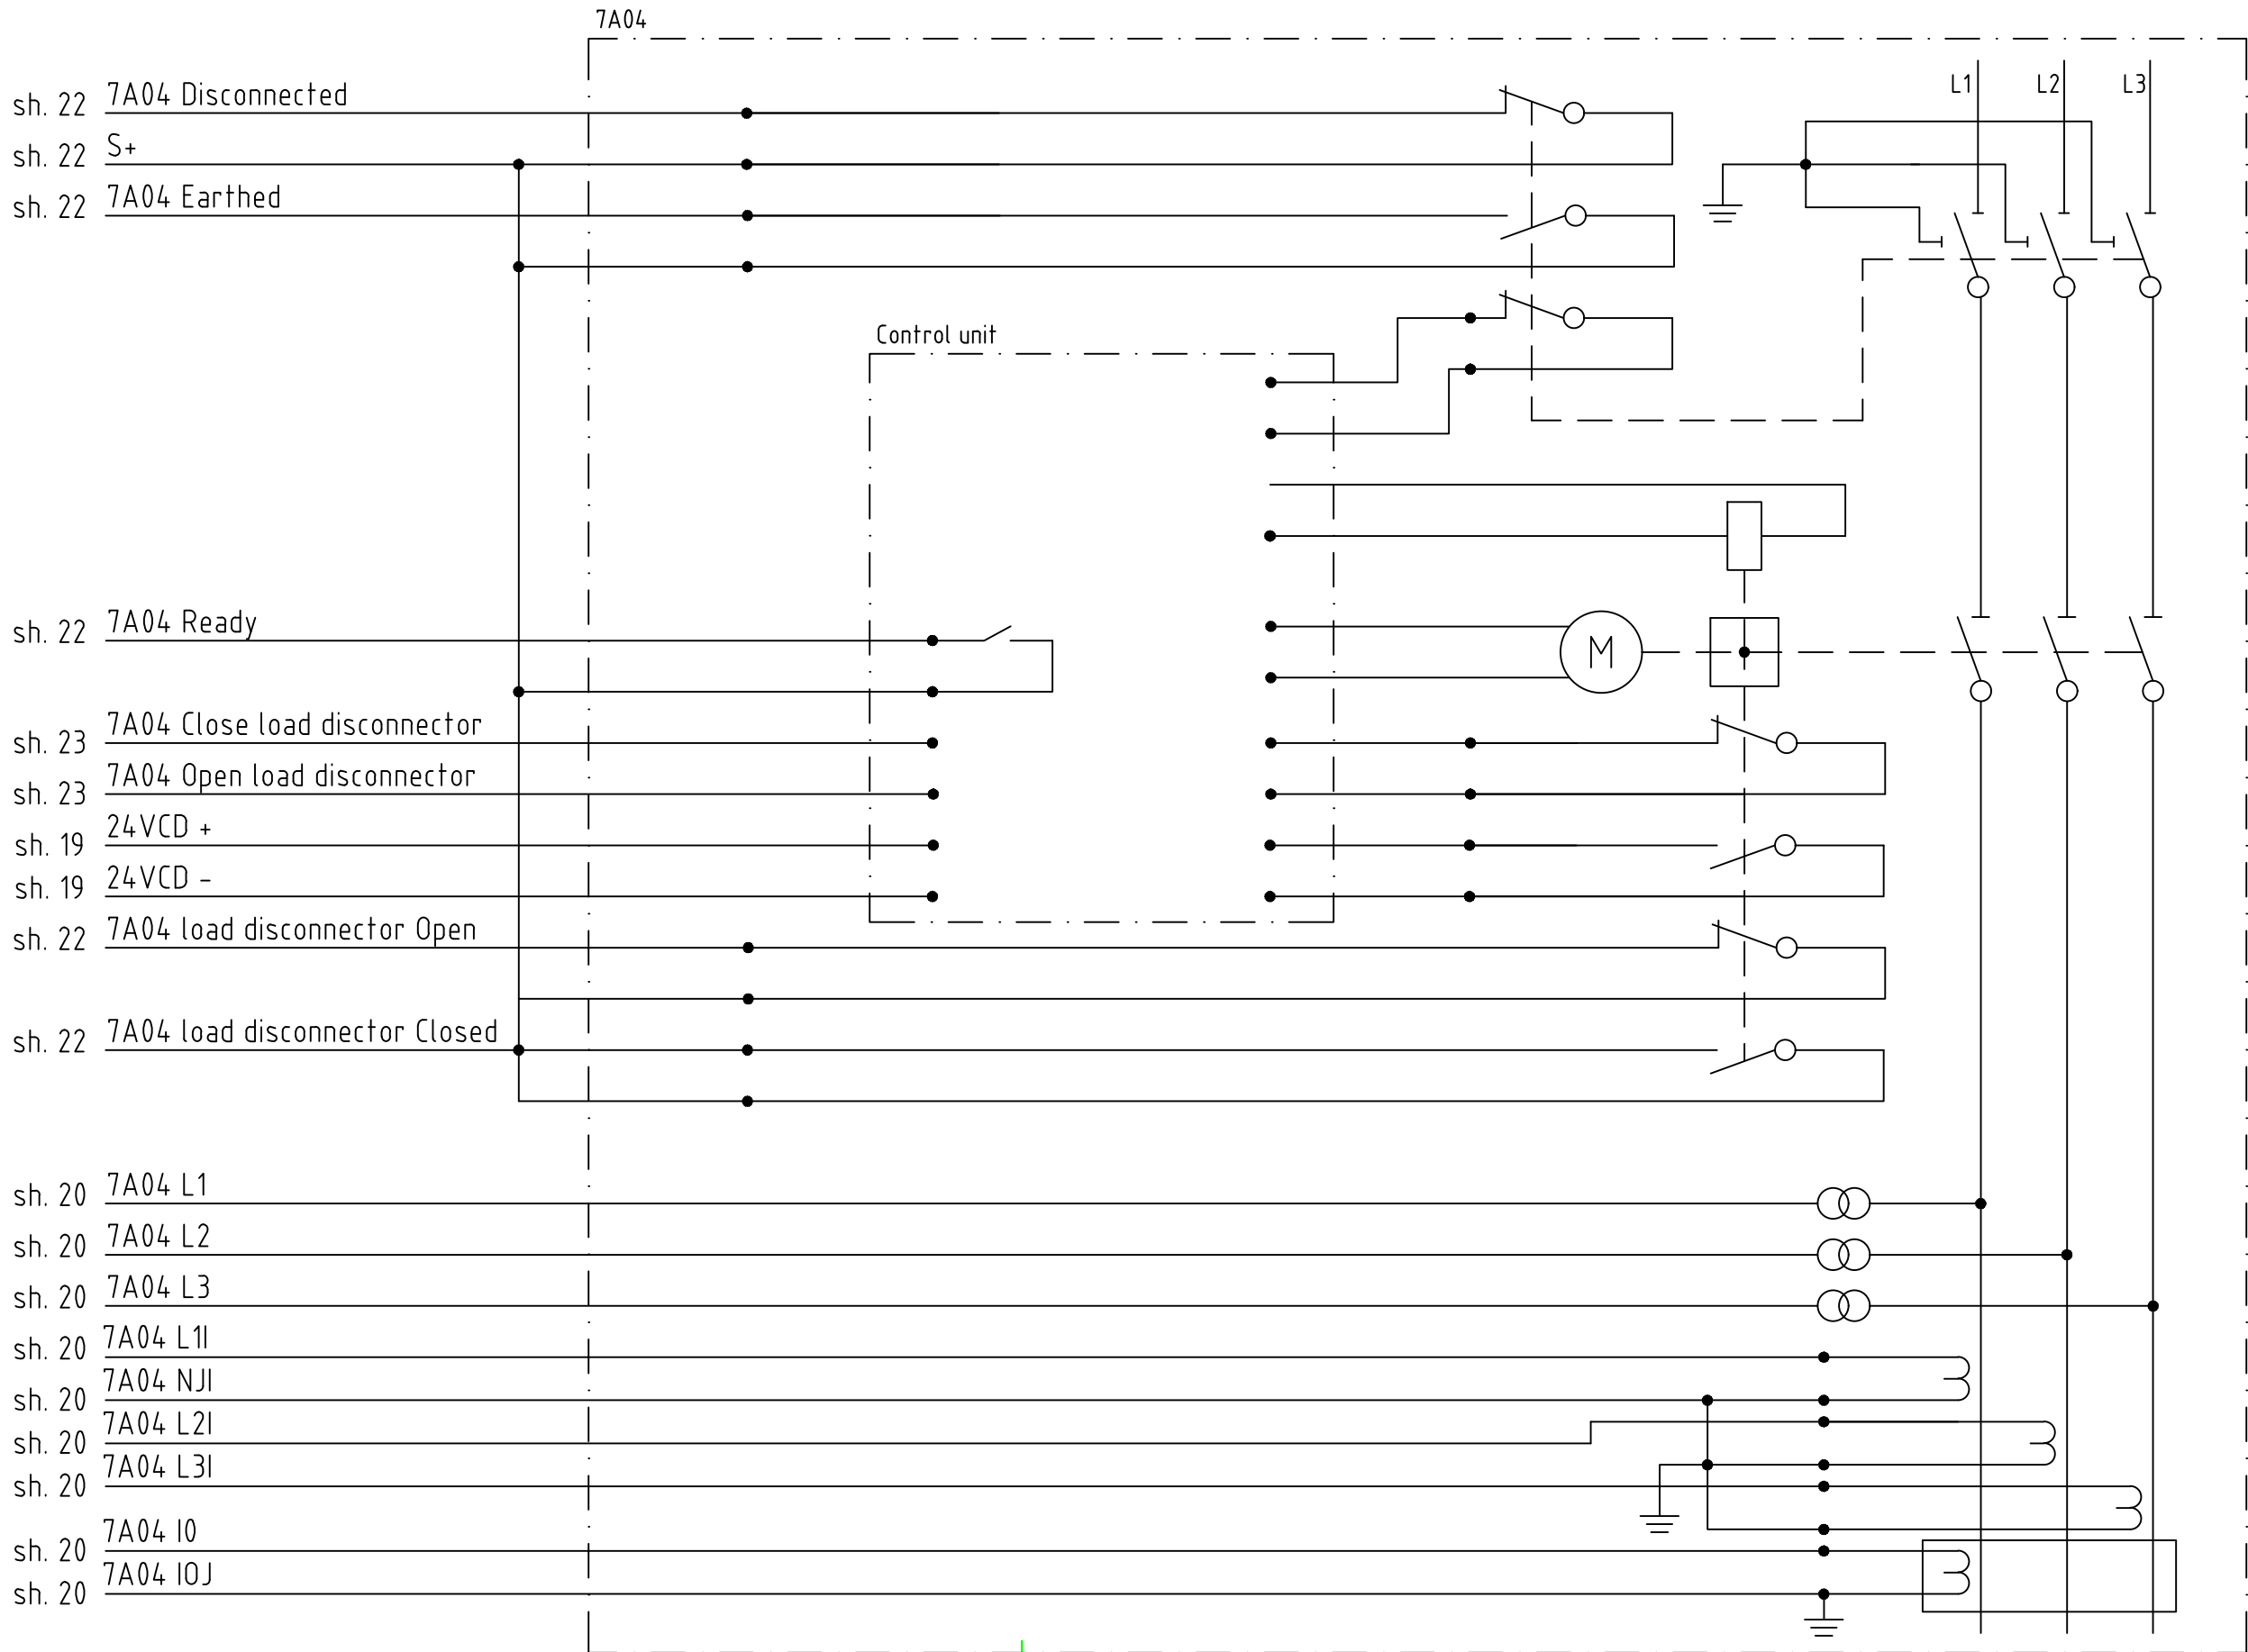 7A04
L1 L2 L3
sh. 22 7A04 Disconnected
sh. 22 S+
sh. 22 7A04 Earthed
Control unit
sh. 22 7A04 Ready
M
sh. 23 7A04 Close load disconnector
sh. 23 7A04 Open load disconnector
sh. 19 24VCD +
sh. 19 24VCD -
sh. 22 7A04 load disconnector Open
sh. 22 7A04 load disconnector Closed
sh. 20 7A04 L1
sh. 20 7A04 L2
sh. 20 7A04 L3
sh. 20 7A04 L1I
sh. 20 7A04 NJI
sh. 20 7A04 L2I
sh. 20 7A04 L3I
sh. 20 7A04 I0
sh. 20 7A04 IOJ